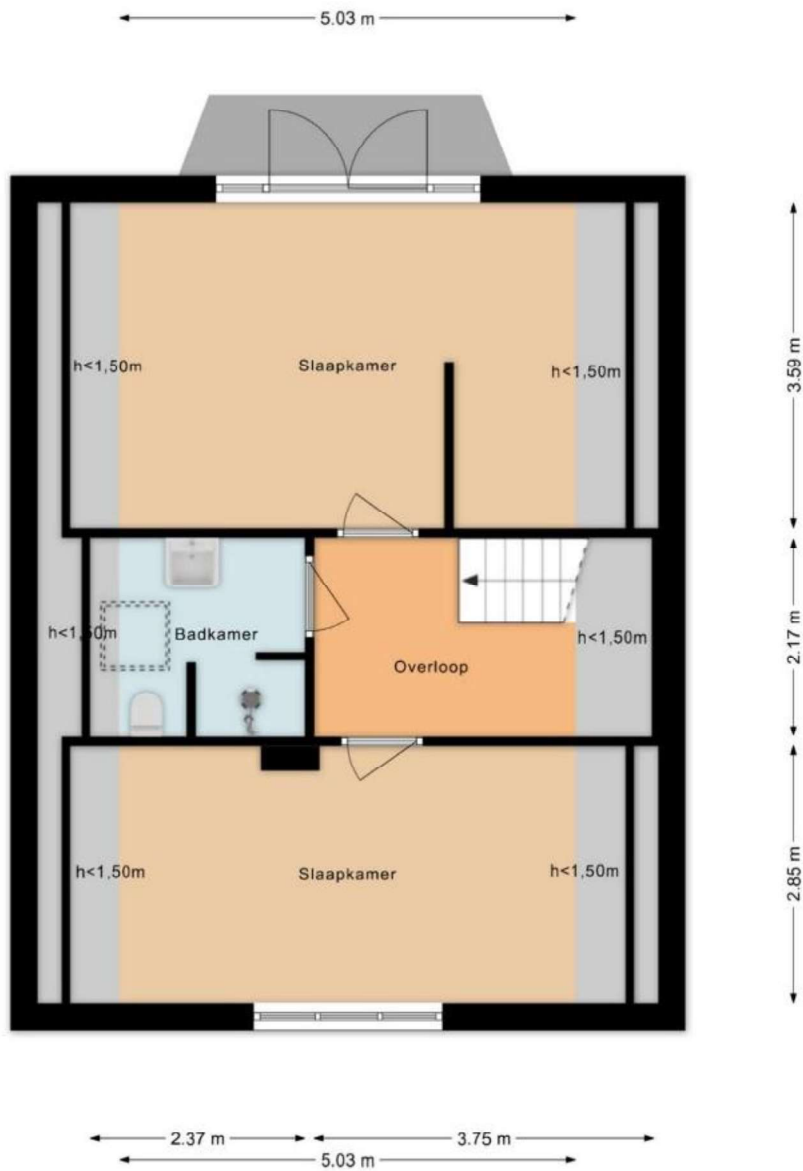 5.03 m
h<1,50m
Slaapkamer
h<1,50m
3.59 m
h<1,50m
Badkamer
Overloop
h<1,50m
2.17 m
h<1,50m
Slaapkamer
h<1,50m
2.85 m
2.37 m
3.75 m
5.03 m